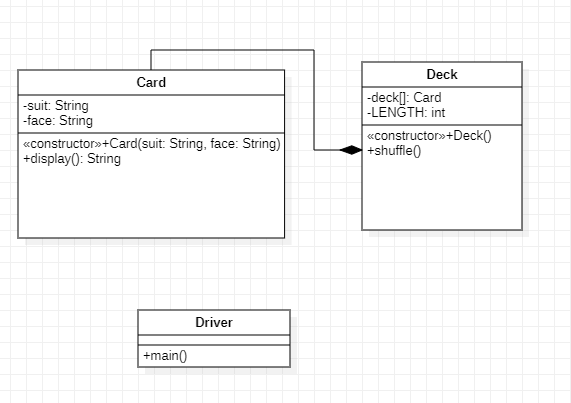 Card
-suit: String
-face: String
«constructor»+Card(suit: String, face: String)
+display(): String
Deck
-deck[]: Card
-LENGTH: int
«constructor»+Deck()
+shuffle()
Driver
+main()